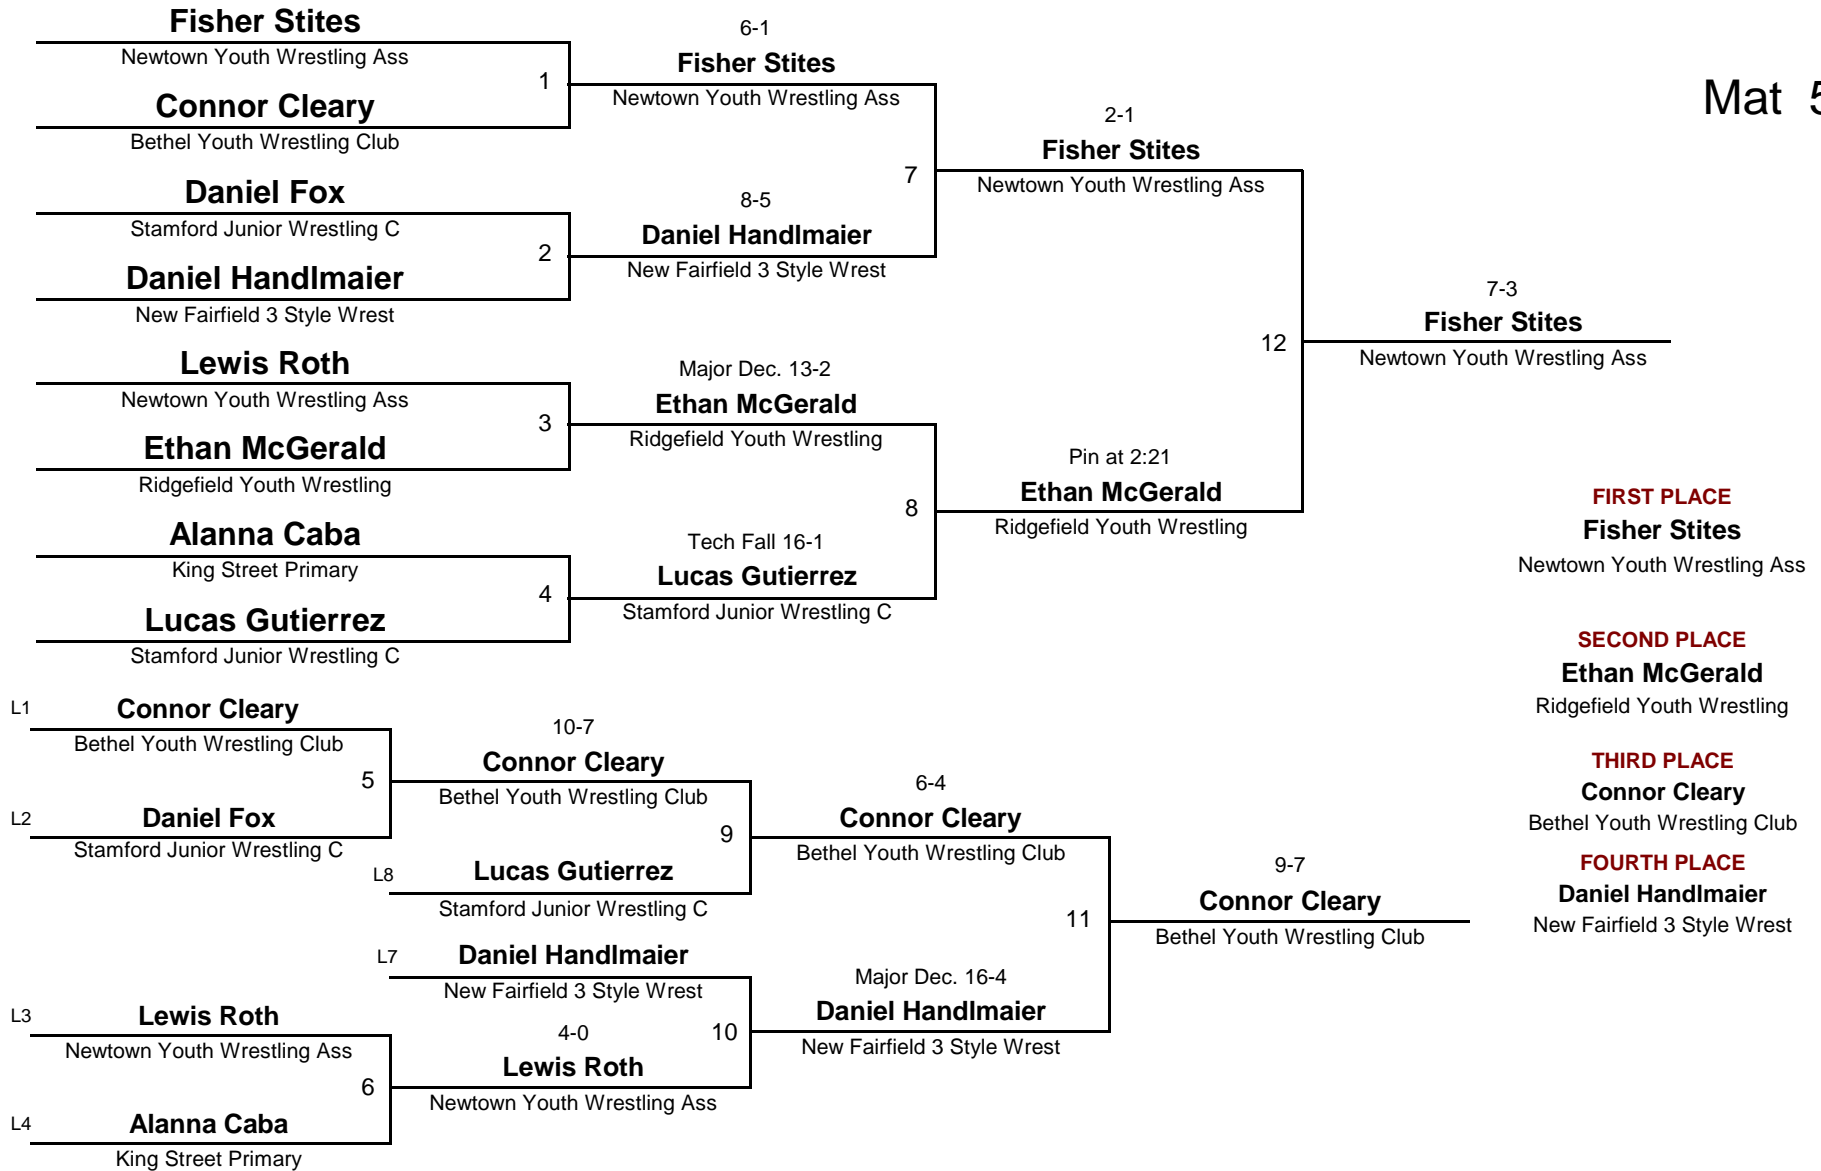 Fisher Stites
Newtown Youth Wrestling Ass
1
Connor Cleary
Bethel Youth Wrestling Club
Daniel Fox
Stamford Junior Wrestling C
2
Daniel Handlmaier
New Fairfield 3 Style Wrest
Lewis Roth
Newtown Youth Wrestling Ass
3
Ethan McGerald
Ridgefield Youth Wrestling
Alanna Caba
King Street Primary
4
Lucas Gutierrez
Stamford Junior Wrestling C
6-1
Fisher Stites
Newtown Youth Wrestling Ass
7
8-5
Daniel Handlmaier
New Fairfield 3 Style Wrest
Major Dec. 13-2
Ethan McGerald
Ridgefield Youth Wrestling
8
Tech Fall 16-1
Lucas Gutierrez
Stamford Junior Wrestling C
2-1
Fisher Stites
Newtown Youth Wrestling Ass
12
Pin at 2:21
Ethan McGerald
Ridgefield Youth Wrestling
7-3
Fisher Stites
Newtown Youth Wrestling Ass
Mat 5
L1
Connor Cleary
Bethel Youth Wrestling Club
5
L2
Daniel Fox
Stamford Junior Wrestling C
L3
Lewis Roth
Newtown Youth Wrestling Ass
6
L4
Alanna Caba
King Street Primary
10-7
Connor Cleary
Bethel Youth Wrestling Club
9
L8
Lucas Gutierrez
Stamford Junior Wrestling C
L7
Daniel Handlmaier
New Fairfield 3 Style Wrest
10
4-0
Lewis Roth
Newtown Youth Wrestling Ass
6-4
Connor Cleary
Bethel Youth Wrestling Club
11
Major Dec. 16-4
Daniel Handlmaier
New Fairfield 3 Style Wrest
9-7
Connor Cleary
Bethel Youth Wrestling Club
FIRST PLACE
Fisher Stites
Newtown Youth Wrestling Ass
SECOND PLACE
Ethan McGerald
Ridgefield Youth Wrestling
THIRD PLACE
Connor Cleary
Bethel Youth Wrestling Club
FOURTH PLACE
Daniel Handlmaier
New Fairfield 3 Style Wrest